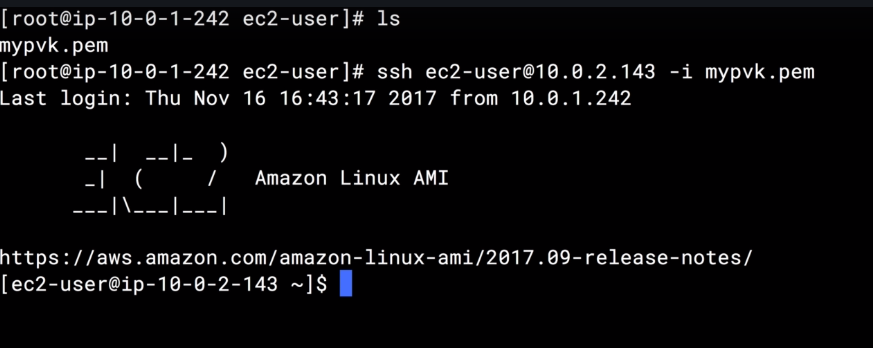 [root@ip-10-0-1-242 ec2-user]# ls
mypvk.pem
[root@ip-10-0-1-242 ec2-user]# ssh ec2-user@10.0.2.143 -i mypvk.pem
Last login: Thu Nov 16 16:43:17 2017 from 10.0.1.242

       __|  __|_  )
       _|  (     /   Amazon Linux AMI
      ___|\___|___|

https://aws.amazon.com/amazon-linux-ami/2017.09-release-notes/
[ec2-user@ip-10-0-2-143 ~]$